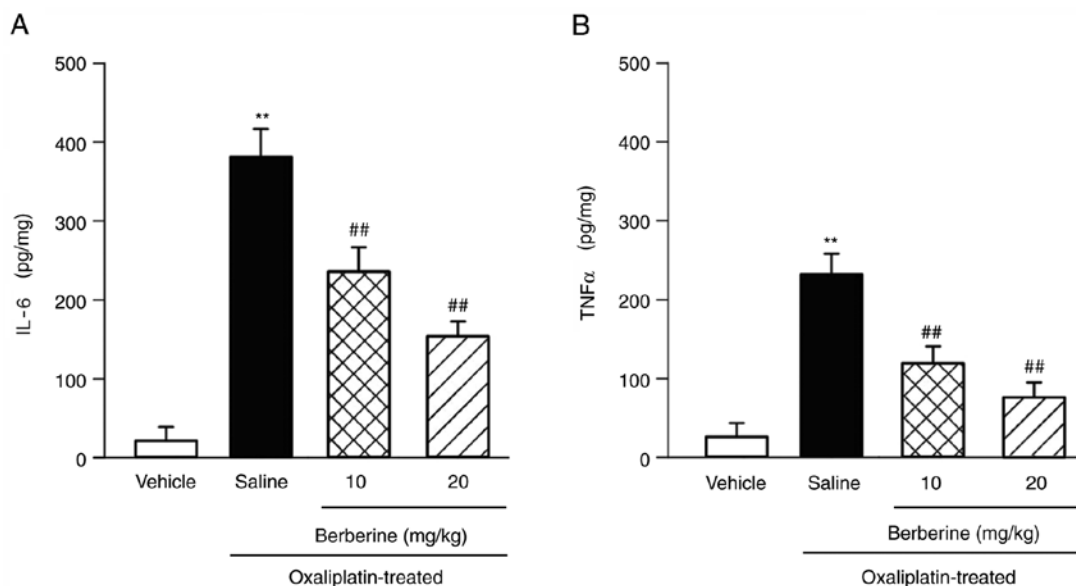 A
500
400
300
200
100
0
IL-6 (pg/mg)
**
##
##
Vehicle Saline 10 20
Berberine (mg/kg)
Oxaliplatin-treated
B
500
400
300
200
100
0
TNFα (pg/mg)
**
##
##
Vehicle Saline 10 20
Berberine (mg/kg)
Oxaliplatin-treated